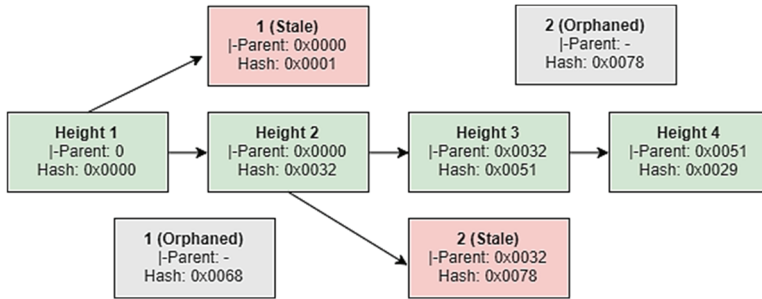 1 (Stale)
|-Parent: 0x0000
Hash: 0x0001
2 (Orphaned)
|-Parent: -
Hash: 0x0078
Height 1
|-Parent: 0
Hash: 0x0000
Height 2
|-Parent: 0x0000
Hash: 0x0032
Height 3
|-Parent: 0x0032
Hash: 0x0051
Height 4
|-Parent: 0x0051
Hash: 0x0029
1 (Orphaned)
|-Parent: -
Hash: 0x0068
2 (Stale)
|-Parent: 0x0032
Hash: 0x0078